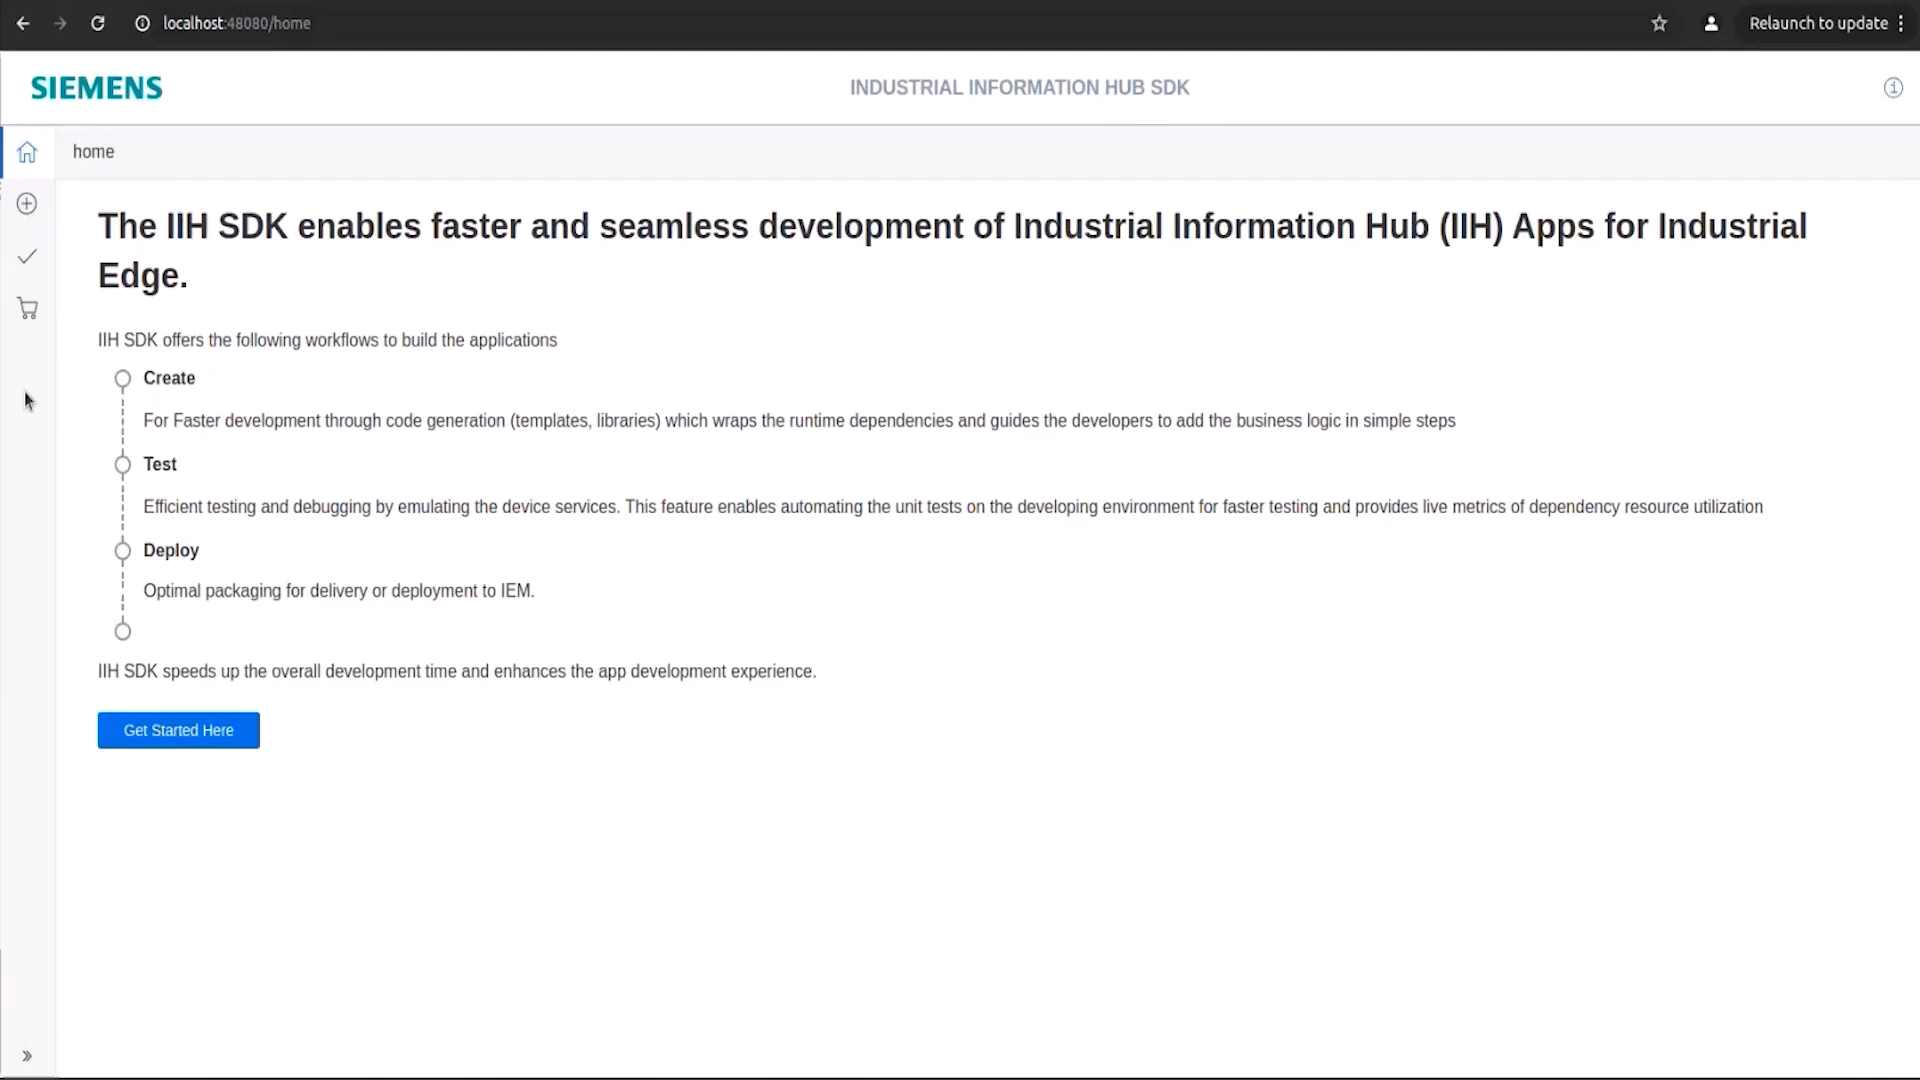 localhost:48080/home
Relaunch to update
SIEMENS
INDUSTRIAL INFORMATION HUB SDK
home
The IIH SDK enables faster and seamless development of Industrial Information Hub (IIH) Apps for Industrial
Edge.
IIH SDK offers the following workflows to build the applications
Create
For Faster development through code generation (templates, libraries) which wraps the runtime dependencies and guides the developers to add the business logic in simple steps
Test
Efficient testing and debugging by emulating the device services. This feature enables automating the unit tests on the developing environment for faster testing and provides live metrics of dependency resource utilization
Deploy
Optimal packaging for delivery or deployment to IEM.
IIH SDK speeds up the overall development time and enhances the app development experience.
Get Started Here